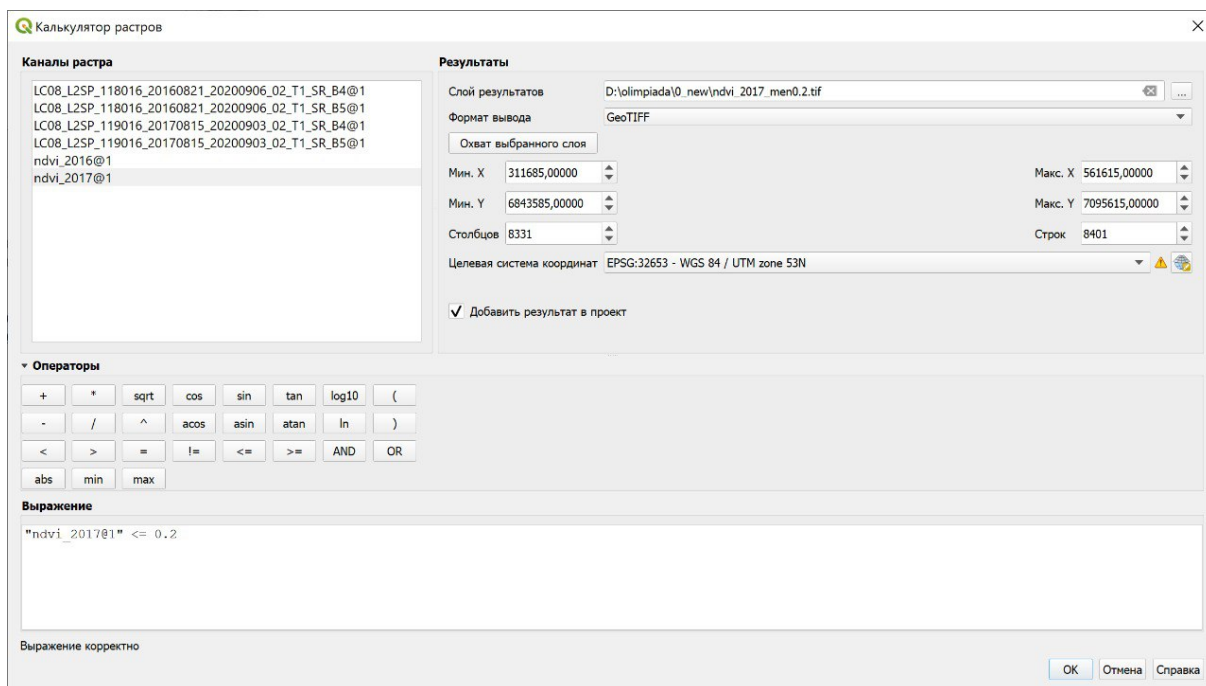 Калькулятор растров
Каналы растра
LC08_L2SP_118016_20160821_20200906_02_T1_SR_B4@1
LC08_L2SP_118016_20160821_20200906_02_T1_SR_B5@1
LC08_L2SP_119016_20170815_20200903_02_T1_SR_B4@1
LC08_L2SP_119016_20170815_20200903_02_T1_SR_B5@1
ndvi_2016@1
ndvi_2017@1
Результаты
Слой результатов D:\olimpiada\0_new\ndvi_2017_men0.2.tif ...
Формат вывода GeoTIFF
Охват выбранного слоя
Мин. X 311685,00000 Макс. X 561615,00000
Мин. Y 6843585,00000 Макс. Y 7095615,00000
Столбцов 8331 Строк 8401
Целевая система координат EPSG:32653 - WGS 84 / UTM zone 53N
Добавить результат в проект
Операторы
+ * sqrt cos sin tan log10 (
- / ^ acos asin atan ln )
< > = != <= >= AND OR
abs min max
Выражение
"ndvi_2017@1" <= 0.2
Выражение корректно
OK Отмена Справка